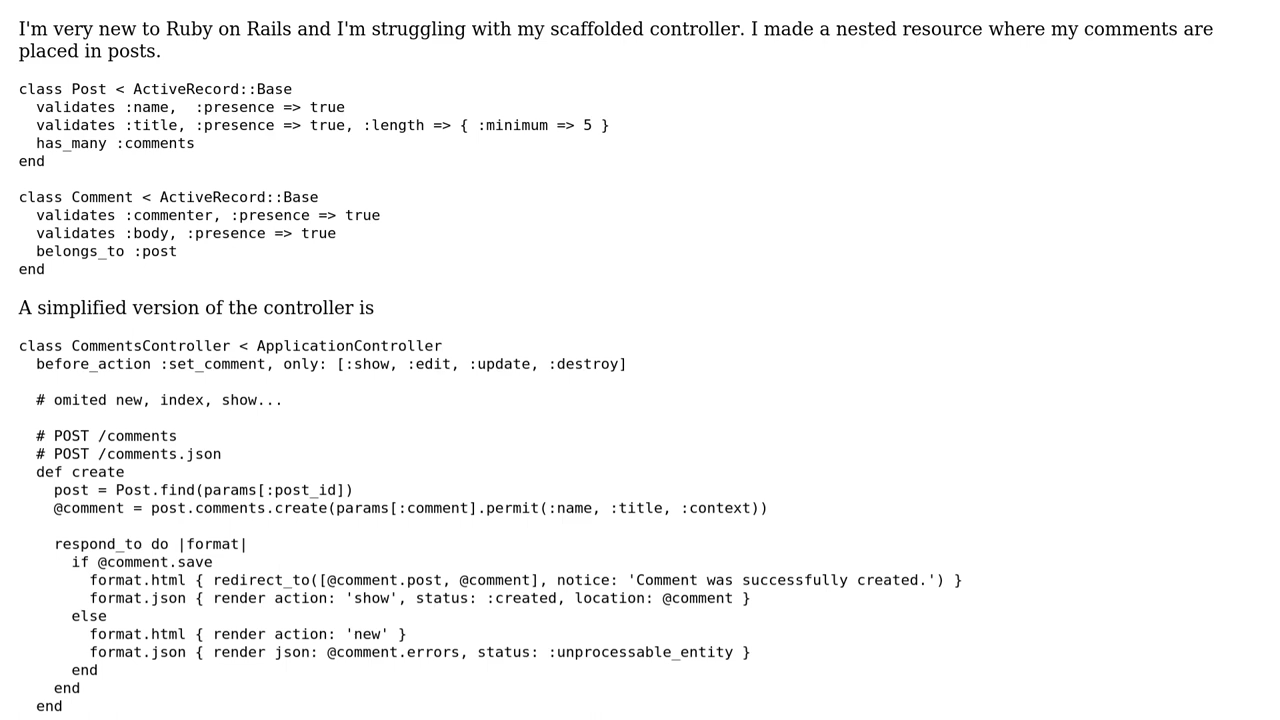 I'm very new to Ruby on Rails and I'm struggling with my scaffolded controller. I made a nested resource where my comments are
placed in posts.
class Post < ActiveRecord::Base
  validates :name,  :presence => true
  validates :title, :presence => true, :length => { :minimum => 5 }
  has_many :comments
end
class Comment < ActiveRecord::Base
  validates :commenter, :presence => true
  validates :body, :presence => true
  belongs_to :post
end
A simplified version of the controller is
class CommentsController < ApplicationController
  before_action :set_comment, only: [:show, :edit, :update, :destroy]
  # omited new, index, show...
  # POST /comments
  # POST /comments.json
  def create
    post = Post.find(params[:post_id])
    @comment = post.comments.create(params[:comment].permit(:name, :title, :context))
    respond_to do |format|
      if @comment.save
        format.html { redirect_to([@comment.post, @comment], notice: 'Comment was successfully created.') }
        format.json { render action: 'show', status: :created, location: @comment }
      else
        format.html { render action: 'new' }
        format.json { render json: @comment.errors, status: :unprocessable_entity }
      end
    end
  end